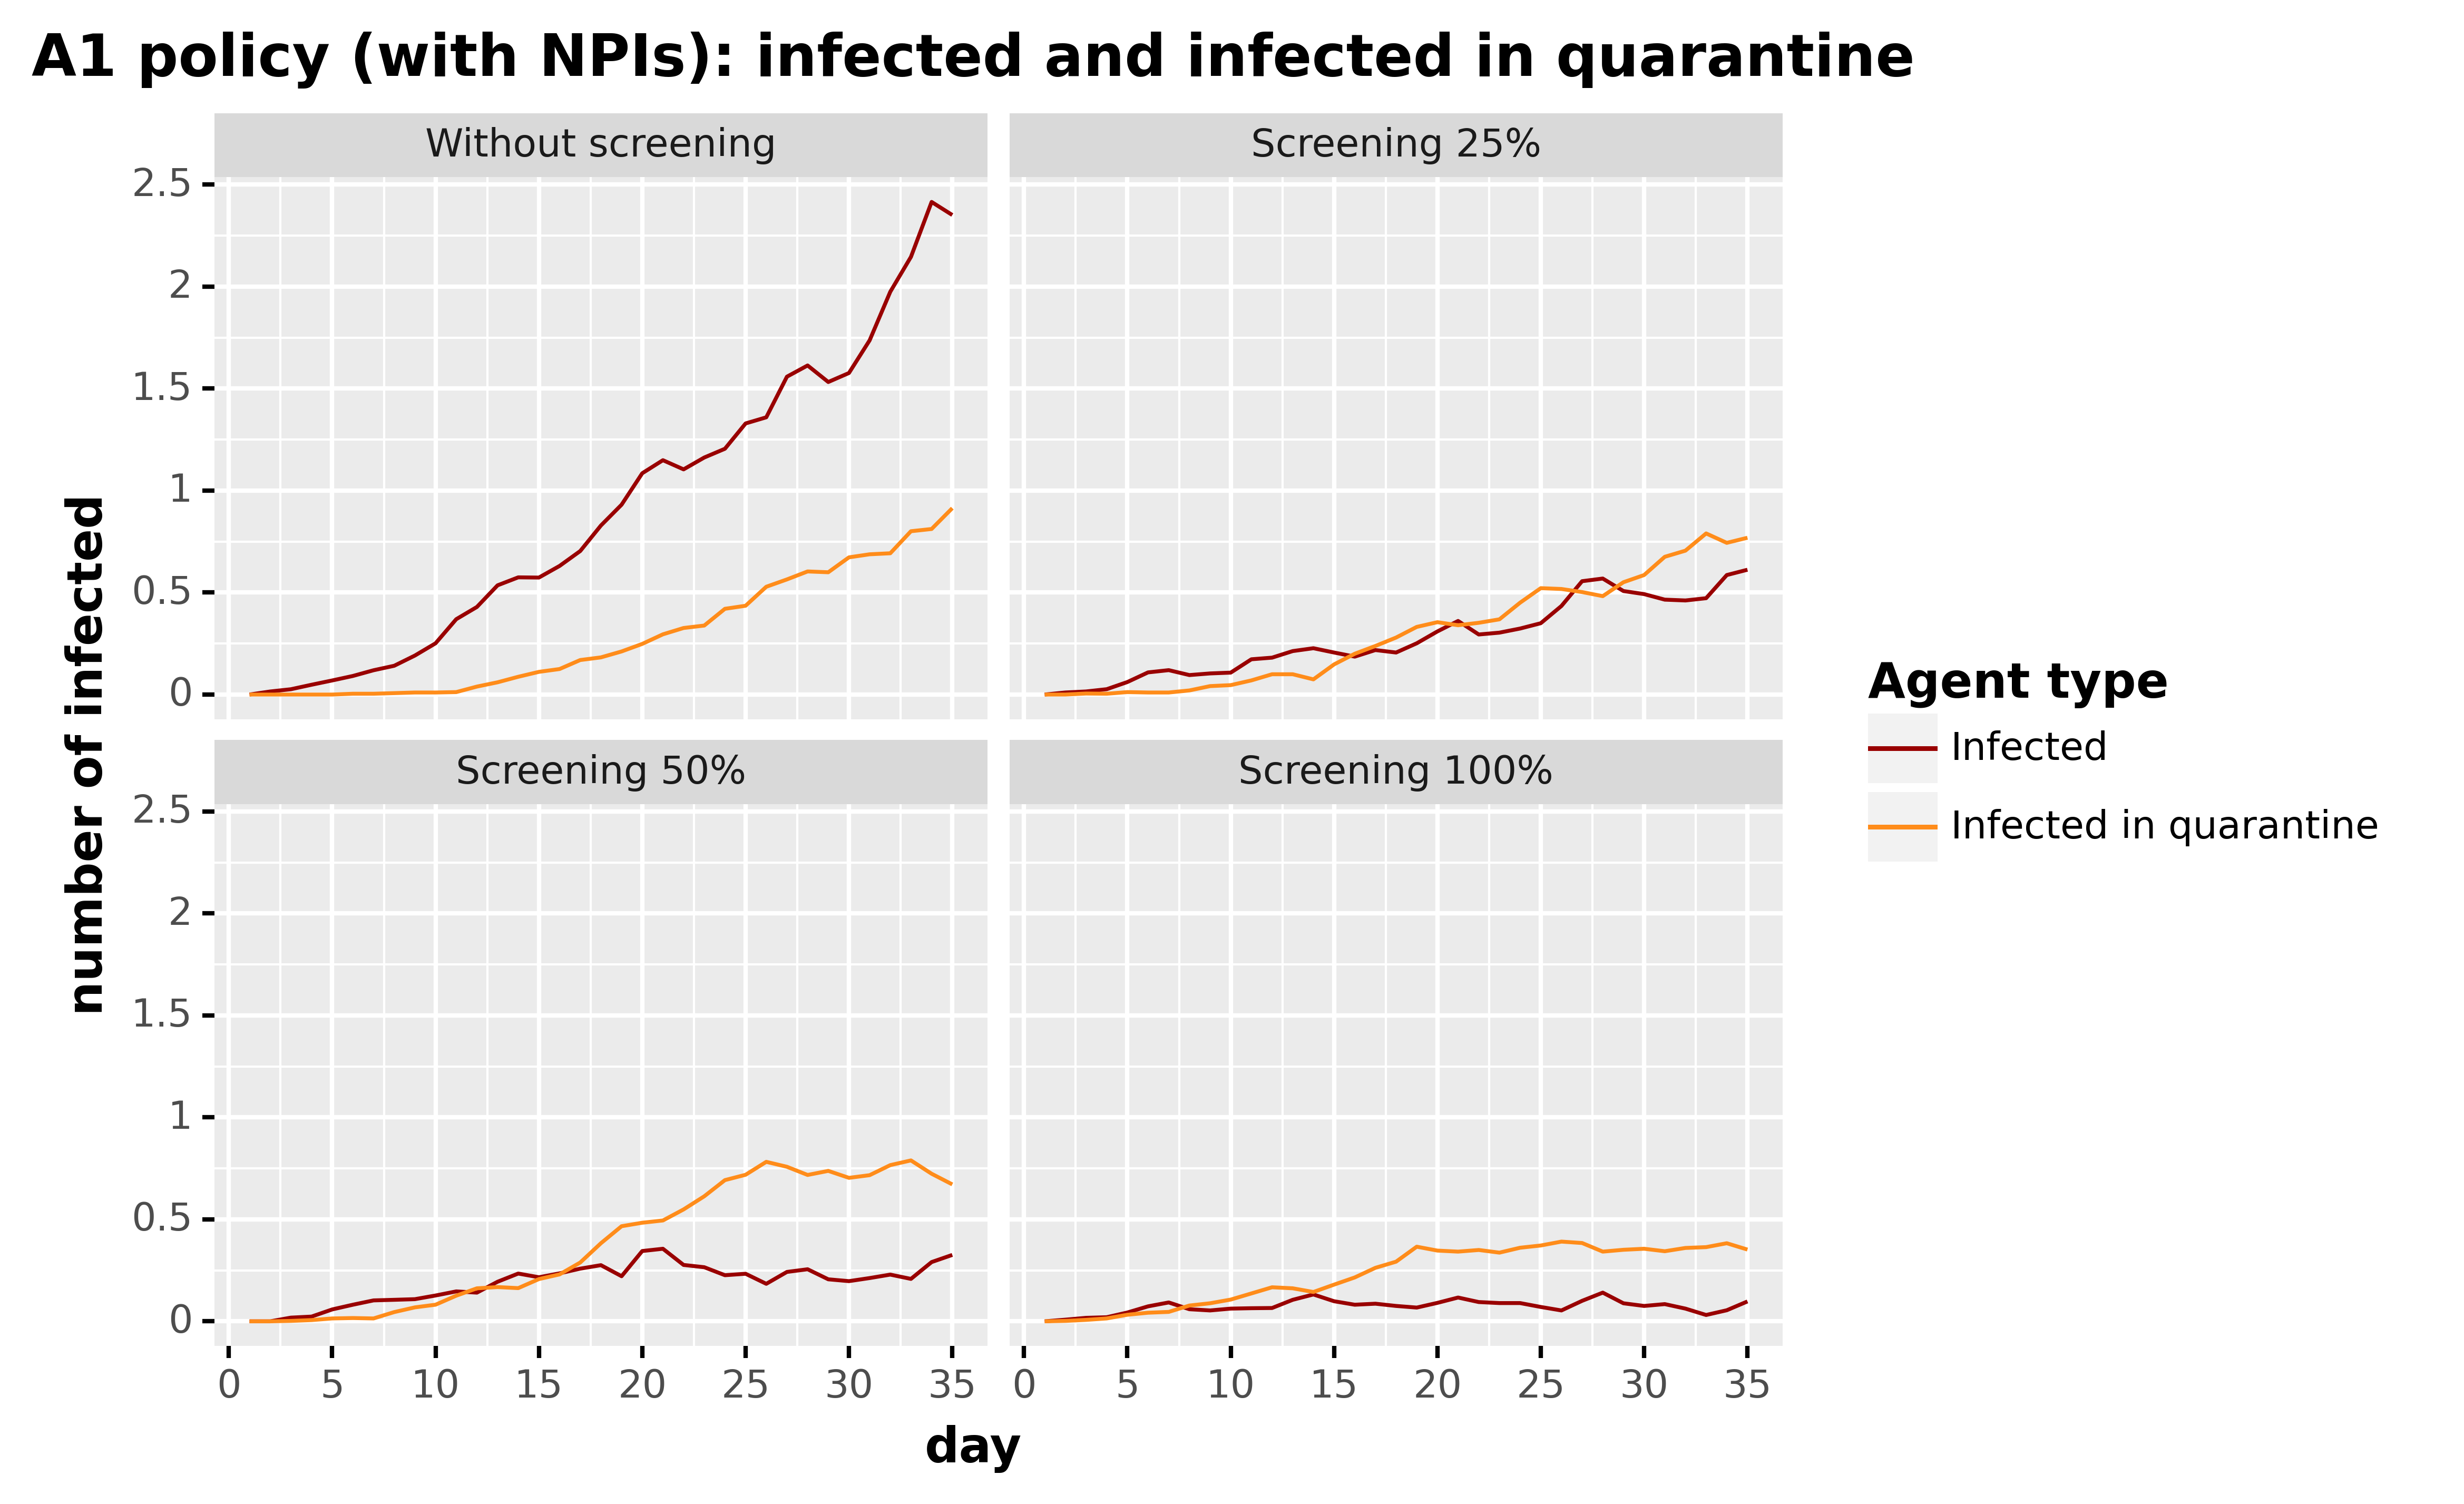 A1 policy (with NPIs): infected and infected in quarantine
Without screening
Screening 25%
2.5
2
1.5
1
0.5
0
number of infected
Screening 50%
Screening 100%
2.5
2
1.5
1
0.5
0
0 5 10 15 20 25 30 35
0 5 10 15 20 25 30 35
day
Agent type
Infected
Infected in quarantine